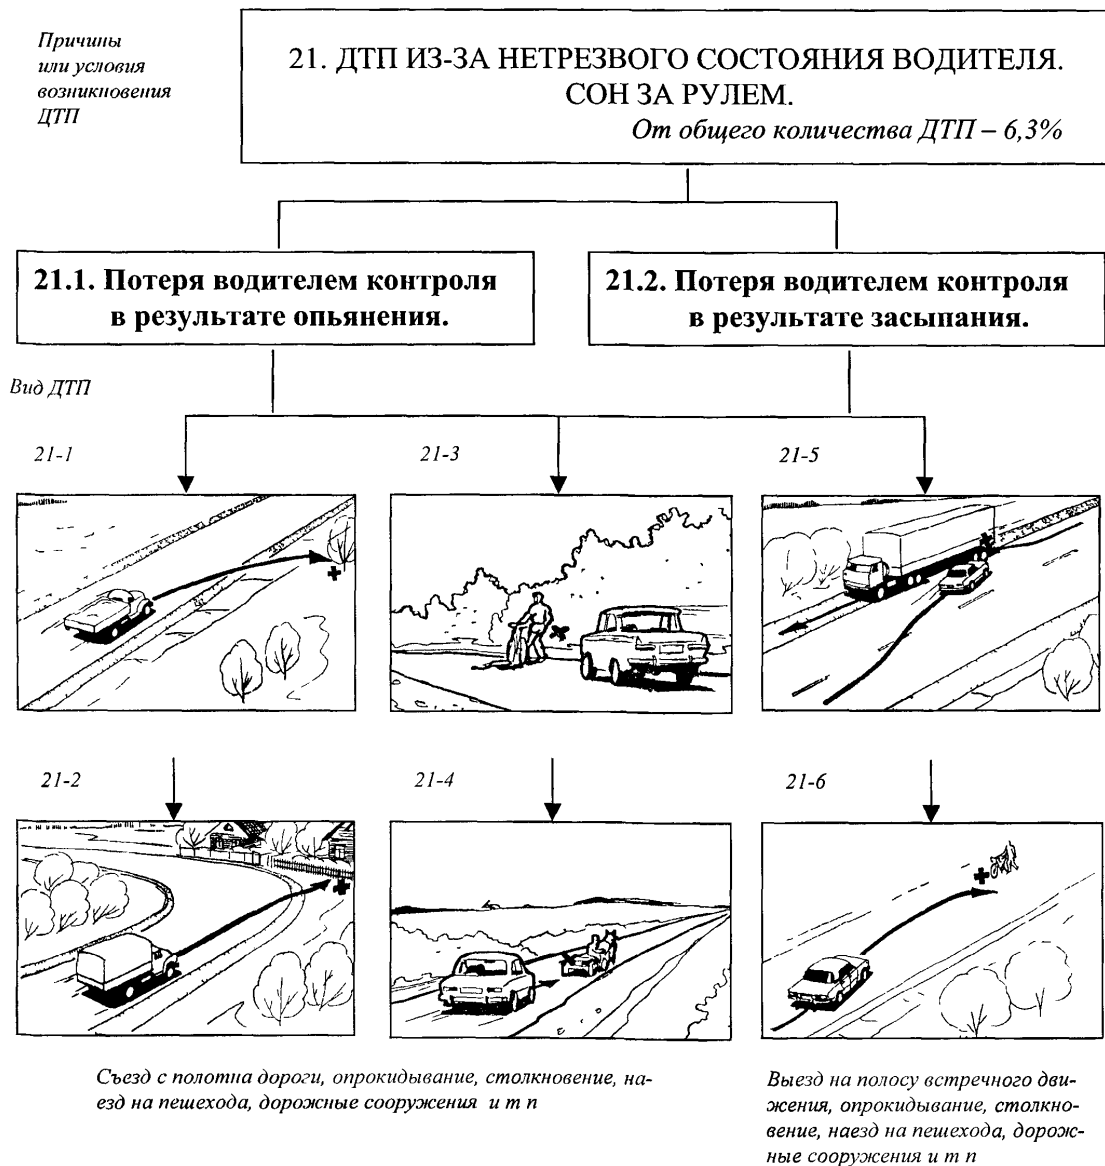 Причины
или условия
возникновения
ДТП
21. ДТП ИЗ-ЗА НЕТРЕЗВОГО СОСТОЯНИЯ ВОДИТЕЛЯ.
СОН ЗА РУЛЕМ.
От общего количества ДТП – 6,3%
21.1. Потеря водителем контроля
в результате опьянения.
21.2. Потеря водителем контроля
в результате засыпания.
Вид ДТП
21-1
21-3
21-5
21-2
21-4
21-6
Съезд с полотна дороги, опрокидывание, столкновение, на-
езд на пешехода, дорожные сооружения и т п
Выезд на полосу встречного дви-
жения, опрокидывание, столкно-
вение, наезд на пешехода, дорож-
ные сооружения и т п